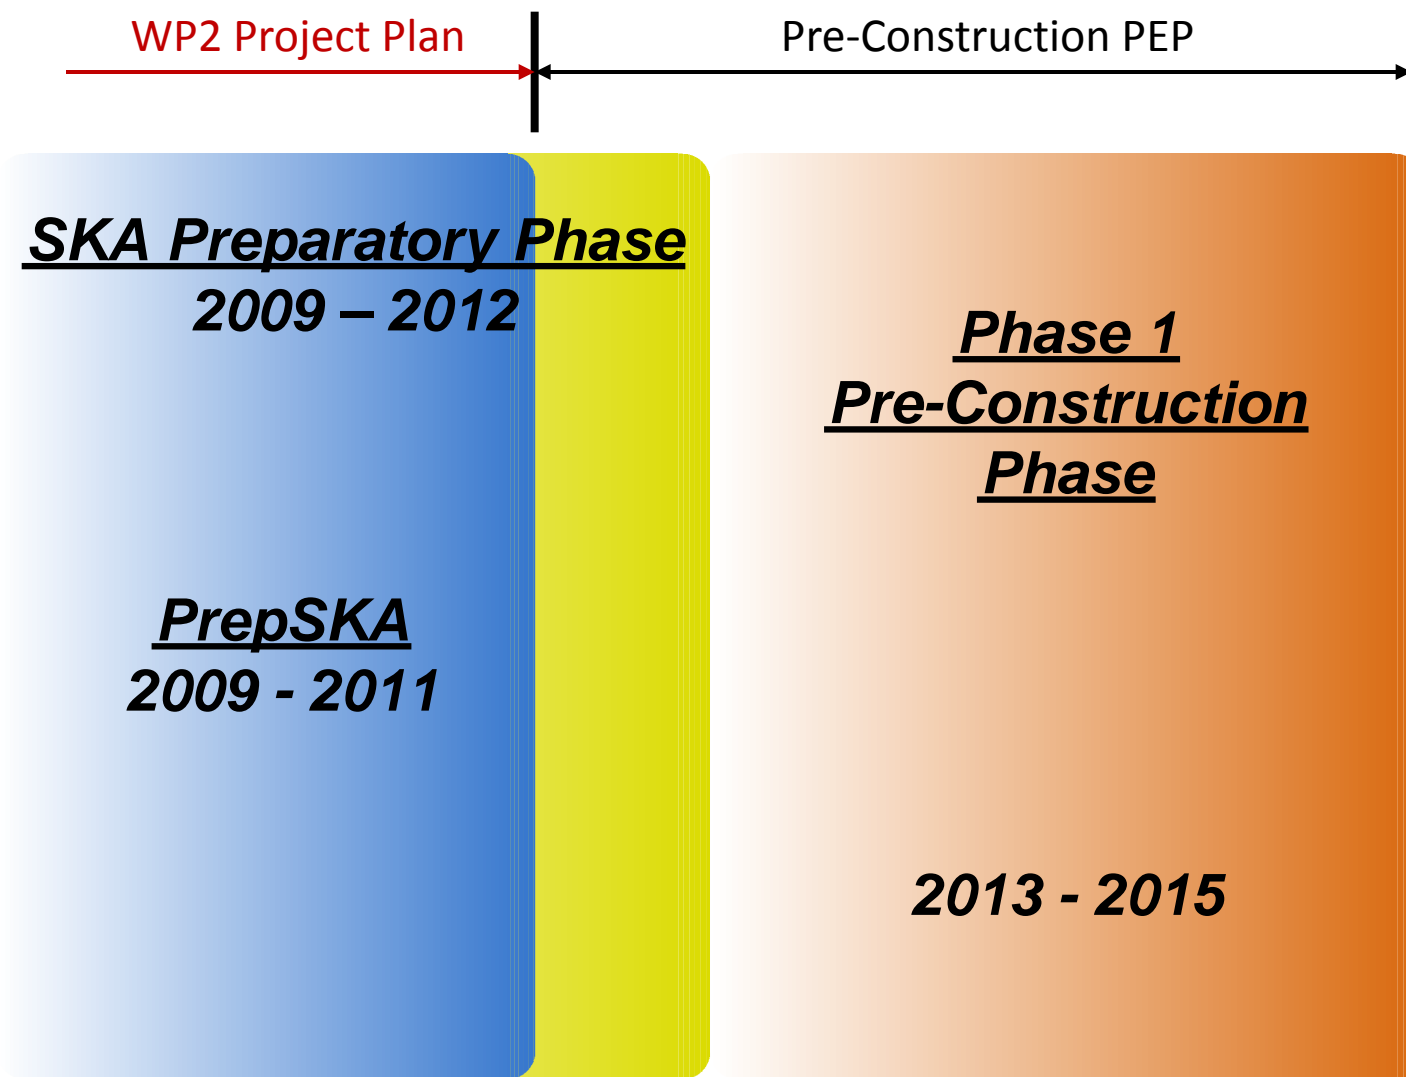 WP2 Project Plan
Pre-Construction PEP
SKA Preparatory Phase
2009 – 2012
PrepSKA
2009 - 2011
Phase 1
Pre-Construction
Phase
2013 - 2015